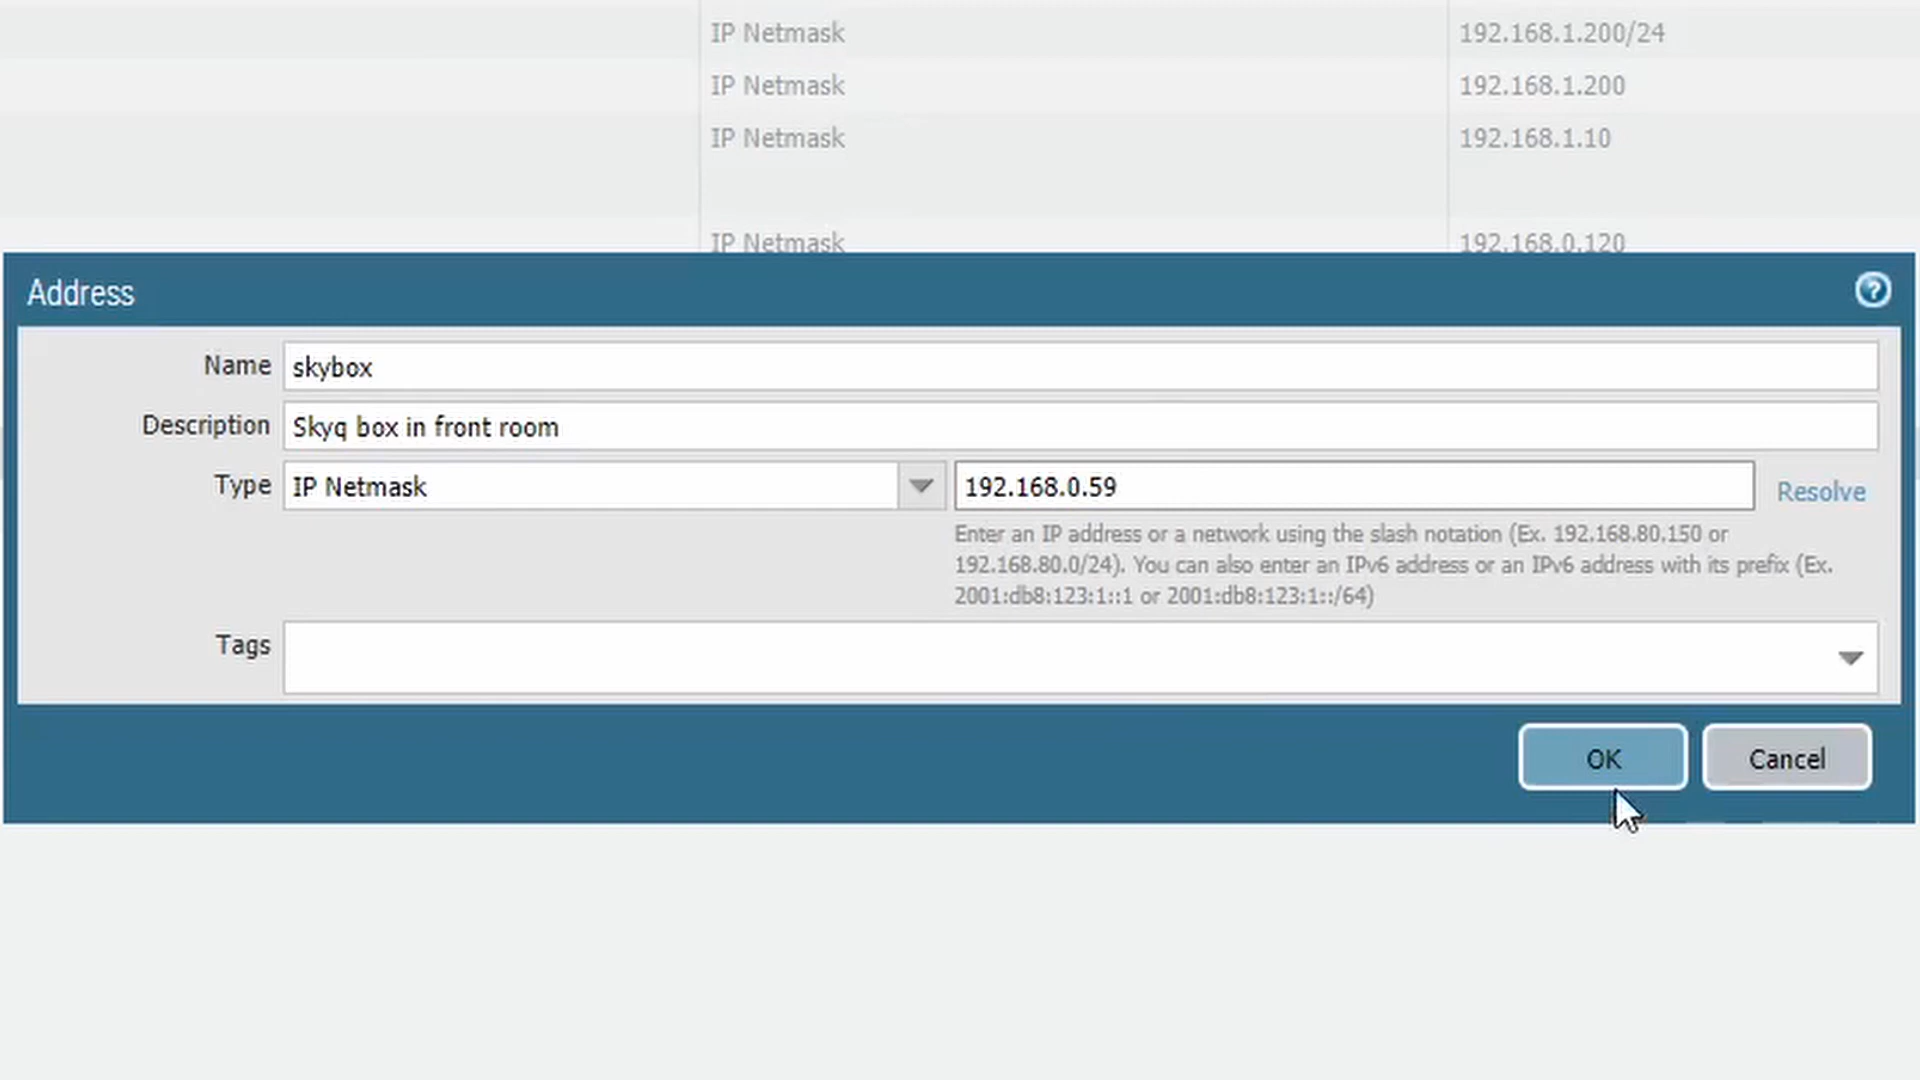 IP Netmask 192.168.1.200/24
IP Netmask 192.168.1.200
IP Netmask 192.168.1.10
IP Netmask 192.168.0.120
Address ?
Name skybox
Description Skyq box in front room
Type IP Netmask 192.168.0.59 Resolve
Enter an IP address or a network using the slash notation (Ex. 192.168.80.150 or
192.168.80.0/24). You can also enter an IPv6 address or an IPv6 address with its prefix (Ex.
2001:db8:123:1::1 or 2001:db8:123:1::/64)
Tags
OK Cancel